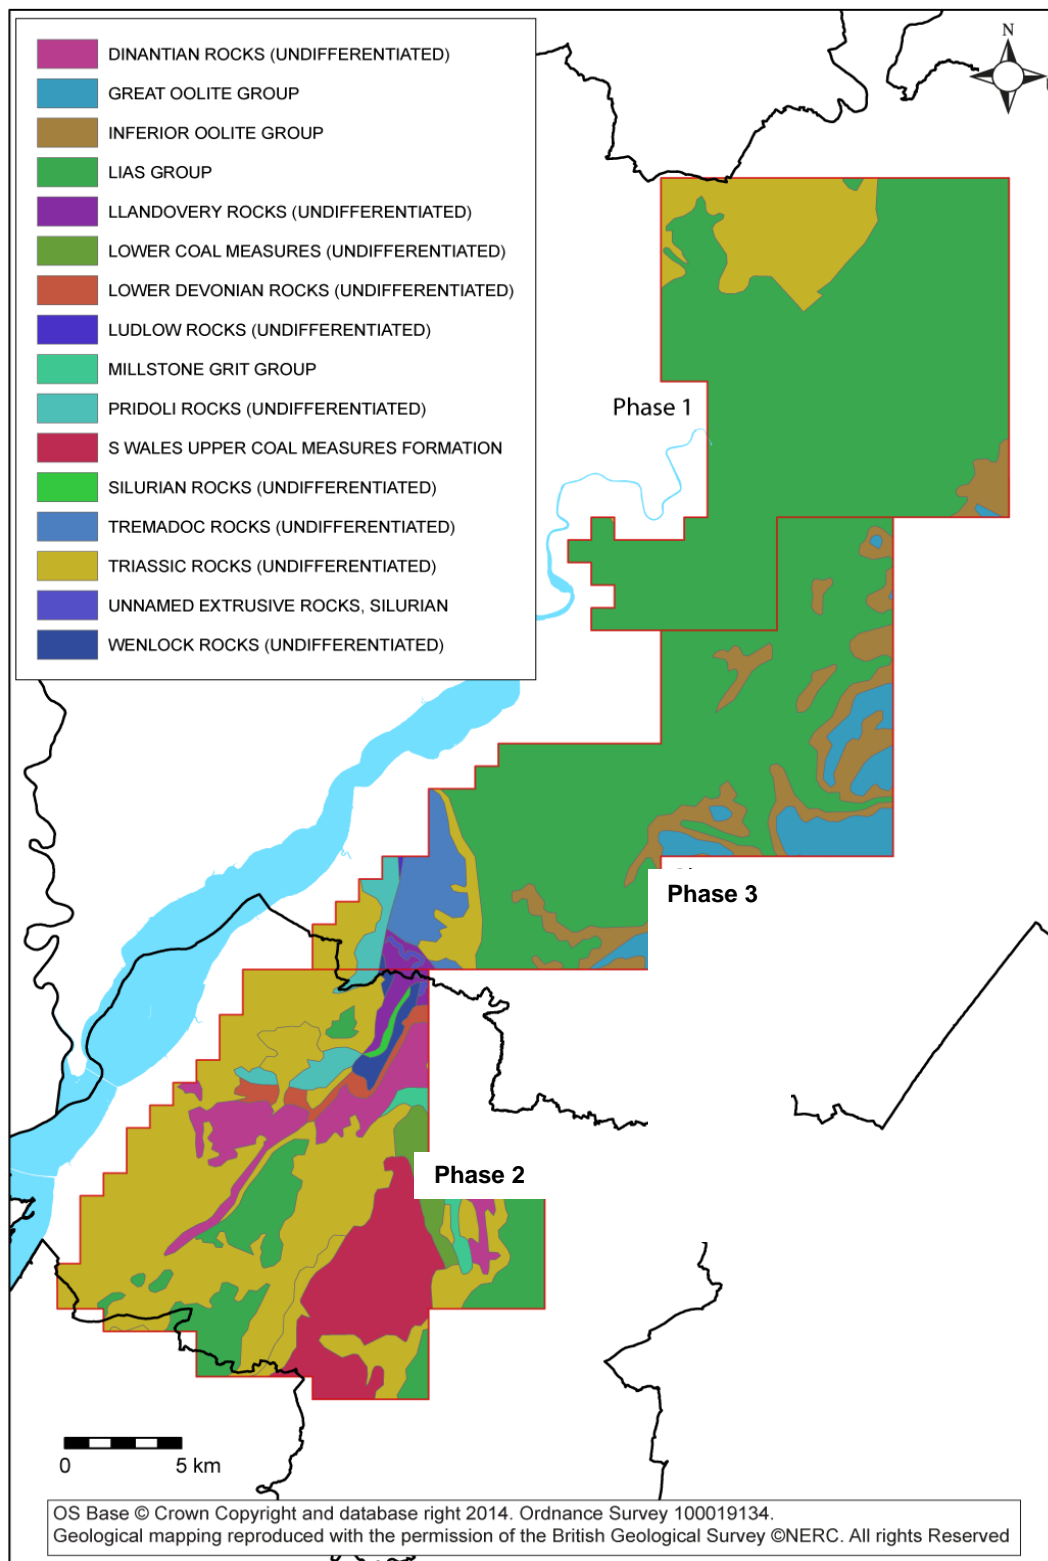 DINANTIAN ROCKS (UNDIFFERENTIATED)
GREAT OOLITE GROUP
INFERIOR OOLITE GROUP
LIAS GROUP
LLANDOVERY ROCKS (UNDIFFERENTIATED)
LOWER COAL MEASURES (UNDIFFERENTIATED)
LOWER DEVONIAN ROCKS (UNDIFFERENTIATED)
LUDLOW ROCKS (UNDIFFERENTIATED)
MILLSTONE GRIT GROUP
PRIDOLI ROCKS (UNDIFFERENTIATED)
S WALES UPPER COAL MEASURES FORMATION
SILURIAN ROCKS (UNDIFFERENTIATED)
TREMADOC ROCKS (UNDIFFERENTIATED)
TRIASSIC ROCKS (UNDIFFERENTIATED)
UNNAMED EXTRUSIVE ROCKS, SILURIAN
WENLOCK ROCKS (UNDIFFERENTIATED)
N
Phase 1
Phase 3
Phase 2
0 5 km
OS Base © Crown Copyright and database right 2014. Ordnance Survey 100019134.
Geological mapping reproduced with the permission of the British Geological Survey ©NERC. All rights Reserved